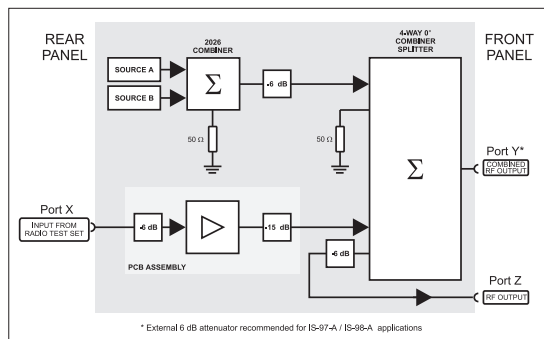 REAR
PANEL
2026
COMBINER
4-WAY 0°
COMBINER
SPLITTER
FRONT
PANEL
SOURCE A
SOURCE B
Σ
-6 dB
50 Ω
50 Ω
Σ
Port Y*
COMBINED
RF OUTPUT
Port X
INPUT FROM
RADIO TEST SET
-6 dB
-15 dB
-6 dB
PCB ASSEMBLY
Port Z
RF OUTPUT
* External 6 dB attenuator recommended for IS-97-A / IS-98-A applications